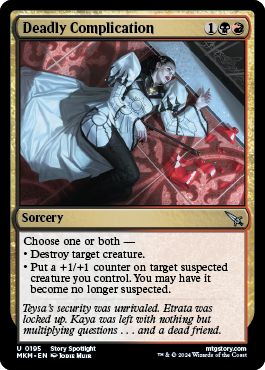 Deadly Complication 1
Sorcery
Choose one or both —
• Destroy target creature.
• Put a +1/+1 counter on target suspected
creature you control. You may have it
become no longer suspected.
Teysa's security was unrivaled. Etrata was
locked up. Kaya was left with nothing but
multiplying questions . . . and a dead friend.
U 0195 Story Spotlight mtgstory.com
MKM • EN ™ & © 2024 Wizards of the Coast